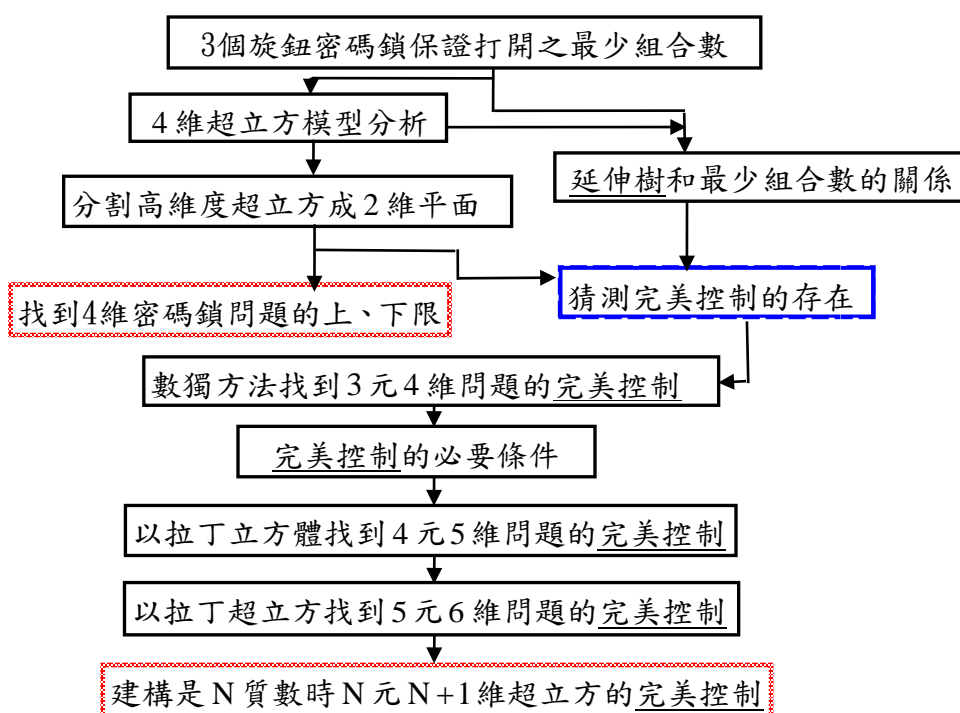 3個旋鈕密碼鎖保證打開之最少組合數
4維超立方模型分析
延伸樹和最少組合數的關係
分割高維度超立方成2維平面
猜測完美控制的存在
找到4維密碼鎖問題的上、下限
數獨方法找到3元4維問題的完美控制
完美控制的必要條件
以拉丁立方體找到4元5維問題的完美控制
以拉丁超立方找到5元6維問題的完美控制
建構是N質數時N元N+1維超立方的完美控制